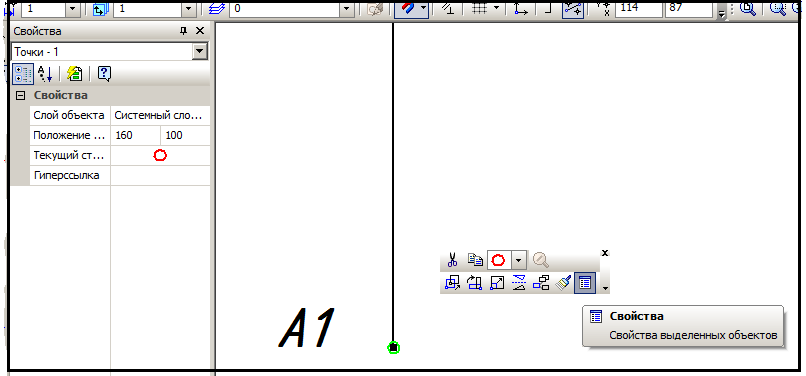 1 1 0 114 87
Y
X
Свойства
Точки - 1
Свойства
Слой объекта Системный сло...
Положение ... 160 100
Текущий ст...
Гиперссылка
А1
Свойства
Свойства выделенных объектов